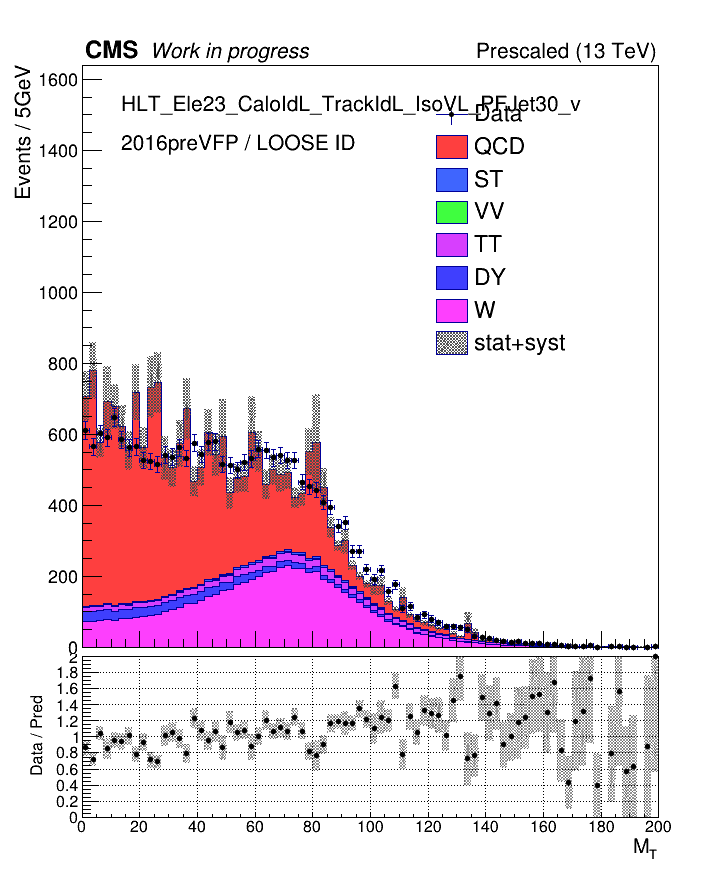 CMS Work in progress Prescaled (13 TeV)
Events / 5GeV
1600
1400
1200
1000
800
600
400
200
0
HLT_Ele23_CaloIdL_TrackIdL_IsoVL_PFJet30_v
2016preVFP / LOOSE ID
Data
QCD
ST
VV
TT
DY
W
stat+syst
Data / Pred
2
1.8
1.6
1.4
1.2
1
0.8
0.6
0.4
0.2
0
0 20 40 60 80 100 120 140 160 180 200
M_T